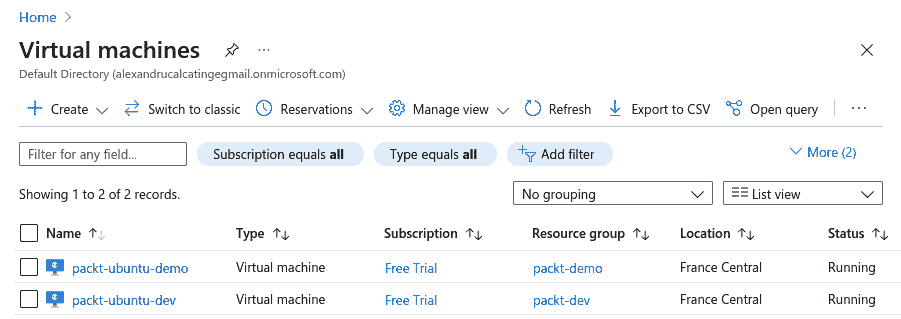 Home
Virtual machines
Default Directory (alexandrucalcatingegmail.onmicrosoft.com)
Create Switch to classic Reservations Manage view Refresh Export to CSV Open query
Filter for any field... Subscription equals all Type equals all Add filter More (2)
Showing 1 to 2 of 2 records. No grouping List view
Name Type Subscription Resource group Location Status
packt-ubuntu-demo Virtual machine Free Trial packt-demo France Central Running
packt-ubuntu-dev Virtual machine Free Trial packt-dev France Central Running